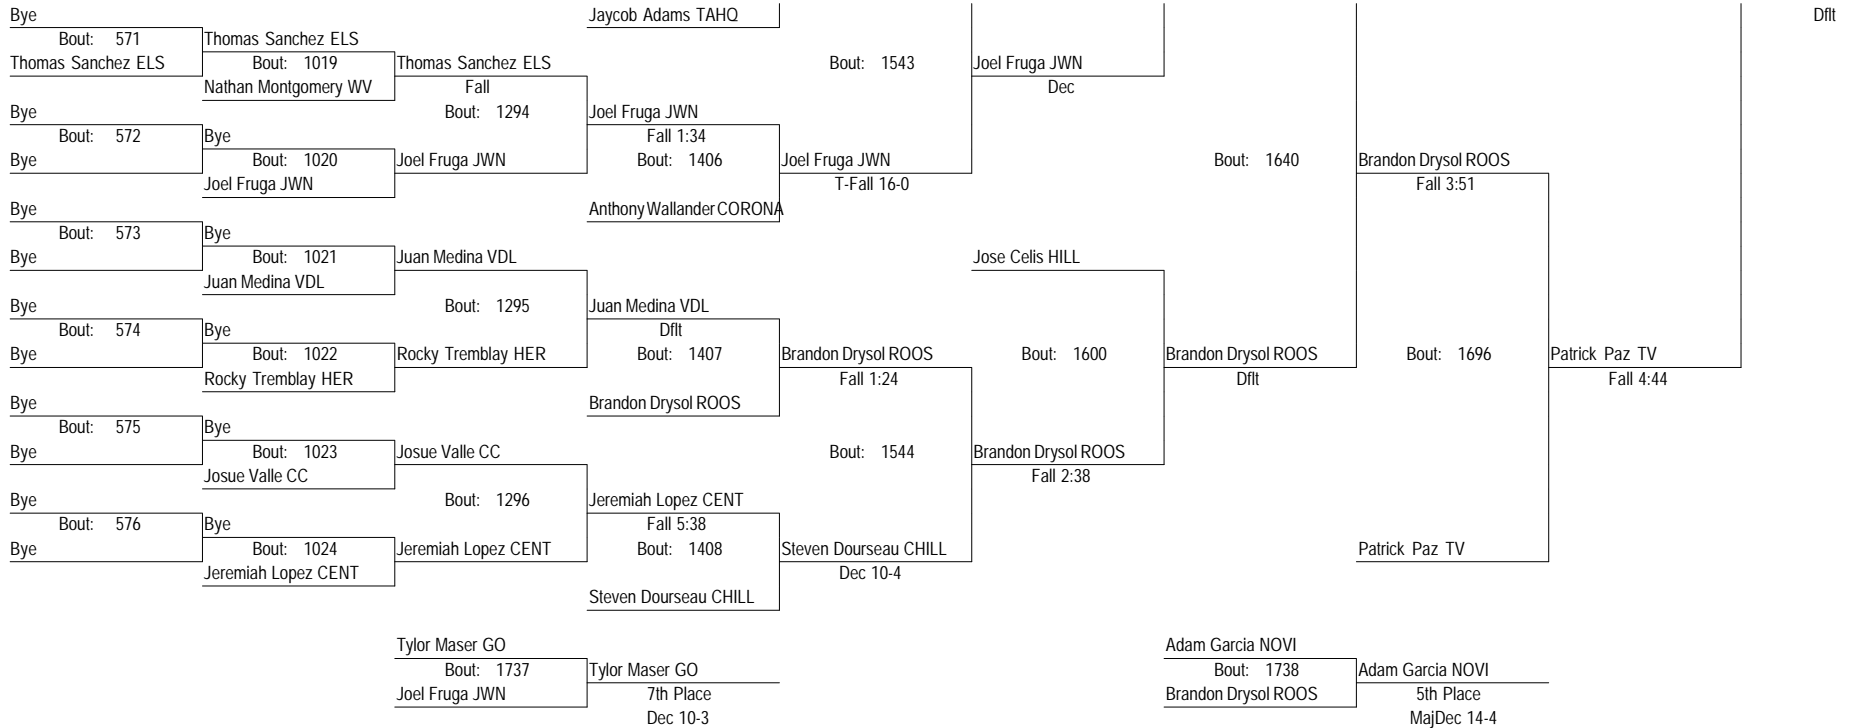 Bye Jaycob Adams TAHQ Dflt
Bout: 571 Thomas Sanchez ELS
Thomas Sanchez ELS Bout: 1019 Thomas Sanchez ELS Bout: 1543 Joel Fruga JWN
Nathan Montgomery WV Fall Dec
Bye Bout: 1294 Joel Fruga JWN
Bout: 572 Bye Fall 1:34
Bye Bout: 1020 Joel Fruga JWN Bout: 1406 Joel Fruga JWN Bout: 1640 Brandon Drysol ROOS
Joel Fruga JWN T-Fall 16-0 Fall 3:51
Bye Anthony Wallander CORONA
Bout: 573 Bye
Bye Bout: 1021 Juan Medina VDL Jose Celis HILL
Juan Medina VDL
Bye Bout: 1295 Juan Medina VDL
Bout: 574 Bye Dflt
Bye Bout: 1022 Rocky Tremblay HER Bout: 1407 Brandon Drysol ROOS Bout: 1600 Brandon Drysol ROOS Bout: 1696 Patrick Paz TV
Rocky Tremblay HER Fall 1:24 Dflt Fall 4:44
Bye Brandon Drysol ROOS
Bout: 575 Bye
Bye Bout: 1023 Josue Valle CC Bout: 1544 Brandon Drysol ROOS
Josue Valle CC Fall 2:38
Bye Bout: 1296 Jeremiah Lopez CENT
Bout: 576 Bye Fall 5:38
Bye Bout: 1024 Jeremiah Lopez CENT Bout: 1408 Steven Dourseau CHILL Patrick Paz TV
Jeremiah Lopez CENT Dec 10-4
Steven Dourseau CHILL
Tylor Maser GO Adam Garcia NOVI
Bout: 1737 Tylor Maser GO Bout: 1738 Adam Garcia NOVI
Joel Fruga JWN 7th Place Brandon Drysol ROOS 5th Place
Dec 10-3 MajDec 14-4